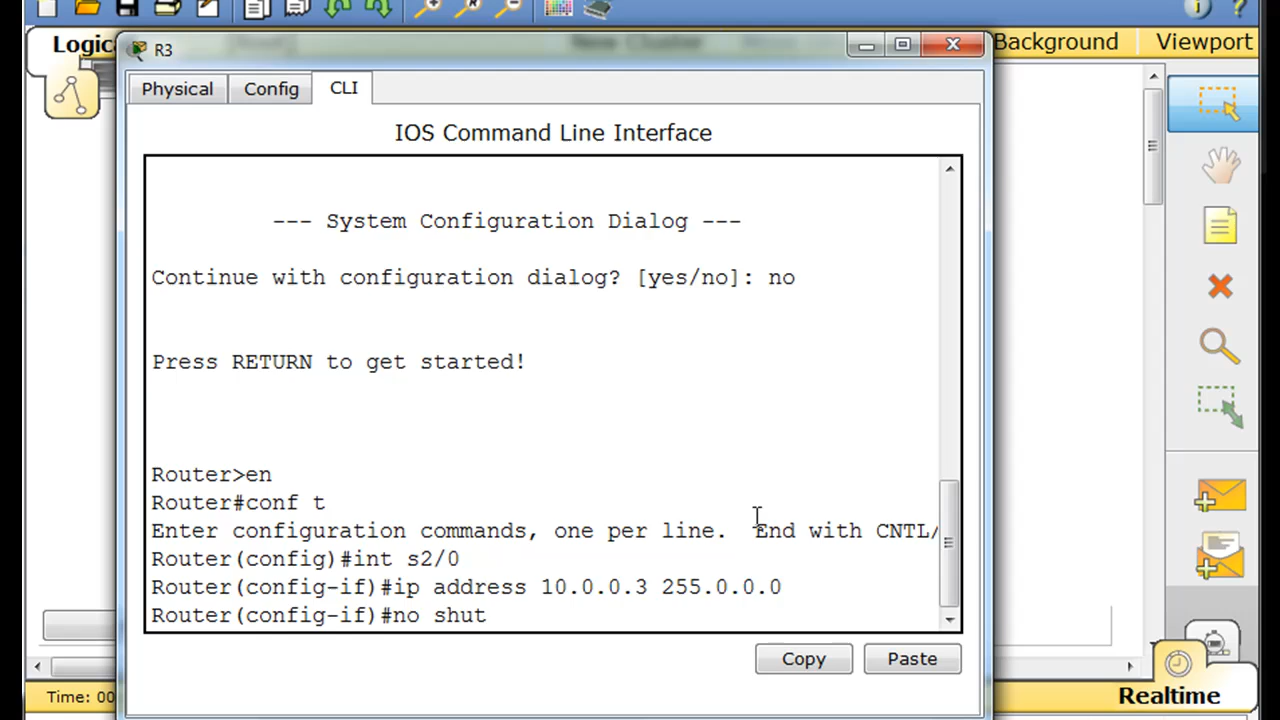 Logic
New Cluster
Background
Viewport
R3
Physical
Config
CLI
IOS Command Line Interface
--- System Configuration Dialog ---
Continue with configuration dialog? [yes/no]: no
Press RETURN to get started!
Router>en
Router#conf t
Enter configuration commands, one per line.  End with CNTL/
Router(config)#int s2/0
Router(config-if)#ip address 10.0.0.3 255.0.0.0
Router(config-if)#no shut
Copy
Paste
Time: 00
Realtime